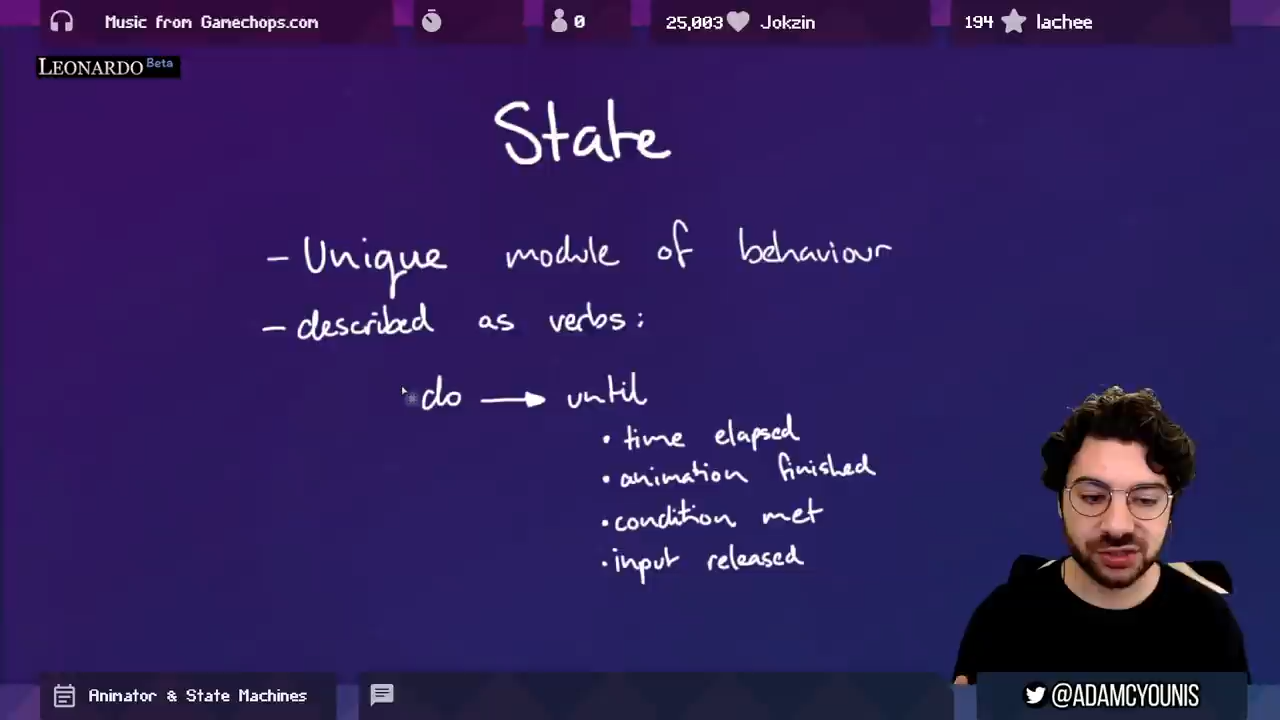 Music from Gamechops.com
0
25,003 Jokzin
194 lachee
LEONARDO Beta
State
- Unique module of behaviour
- described as verbs:
do → until
• time elapsed
• animation finished
• condition met
• input released
Animator & State Machines
@ADAMCYOUNIS